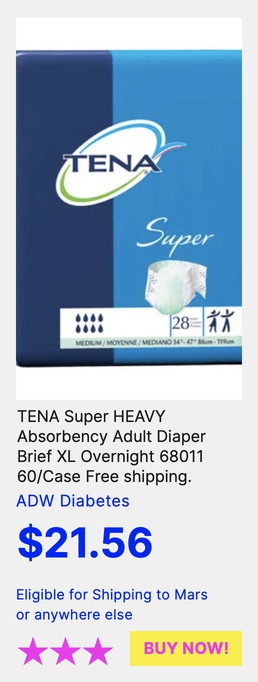 TENA
Super
28
MEDIUM / MOYENNE / MEDIANO 34" - 47" 86cm - 119cm
TENA Super HEAVY
Absorbency Adult Diaper
Brief XL Overnight 68011
60/Case Free shipping.
ADW Diabetes
$21.56
Eligible for Shipping to Mars
or anywhere else
BUY NOW!